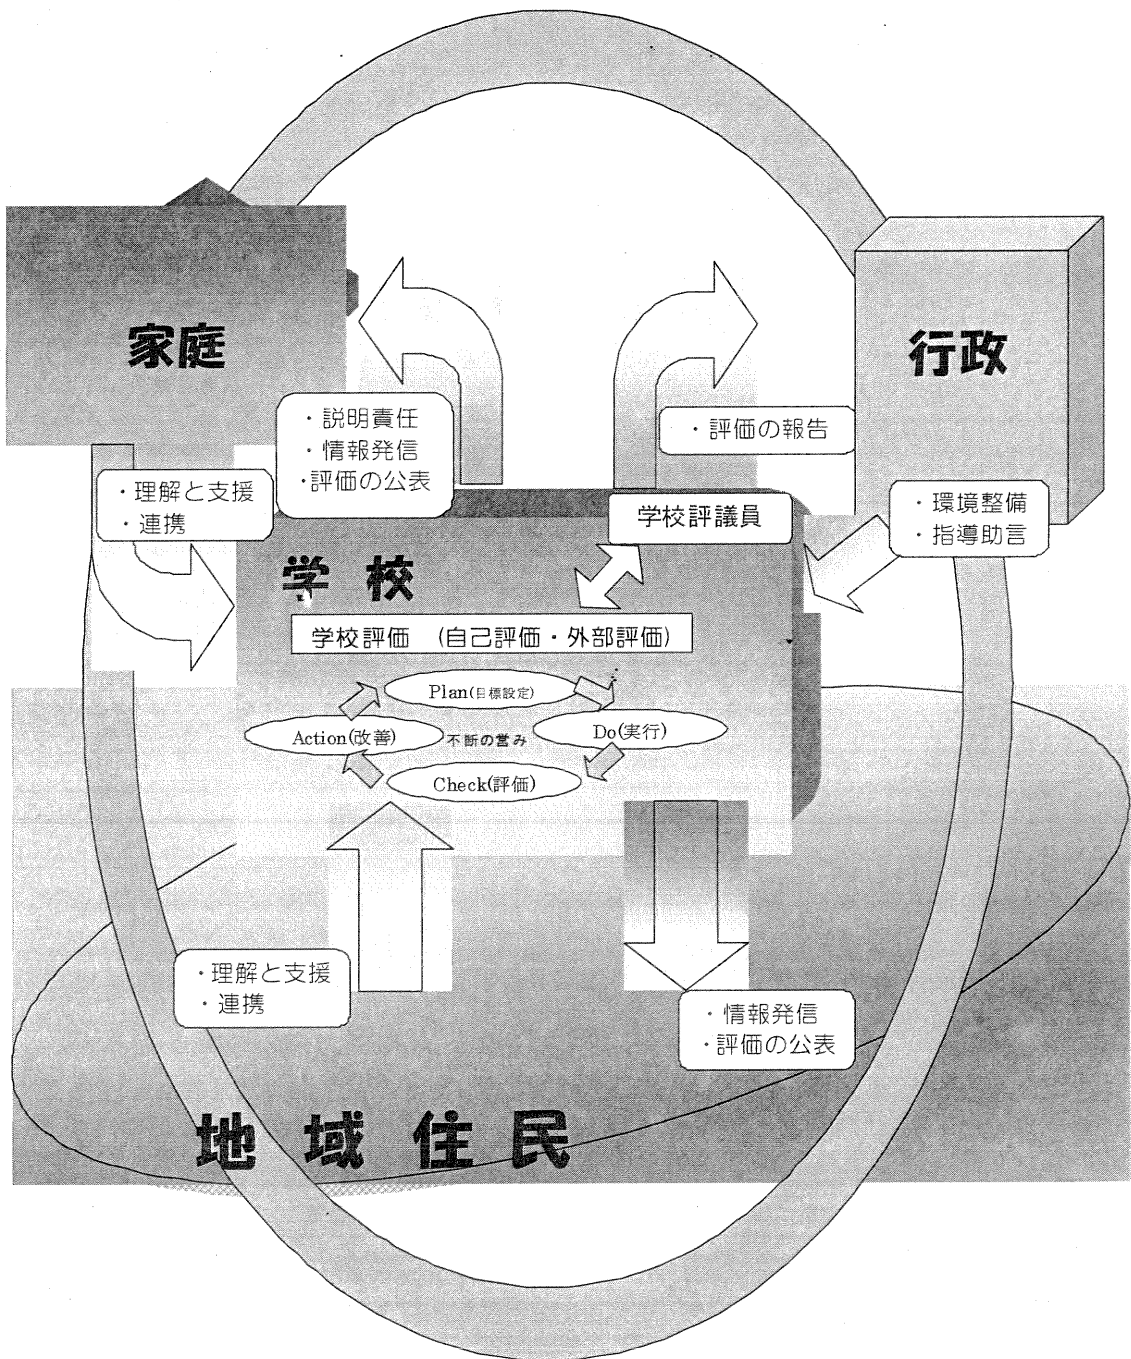 家庭
行政
・説明責任
・情報発信
・評価の公表
・評価の報告
・理解と支援
・連携
・環境整備
・指導助言
学校評議員
学校
学校評価 (自己評価・外部評価)
Plan(目標設定)
Action(改善)
不断の営み
Do(実行)
Check(評価)
・理解と支援
・連携
・情報発信
・評価の公表
地域住民